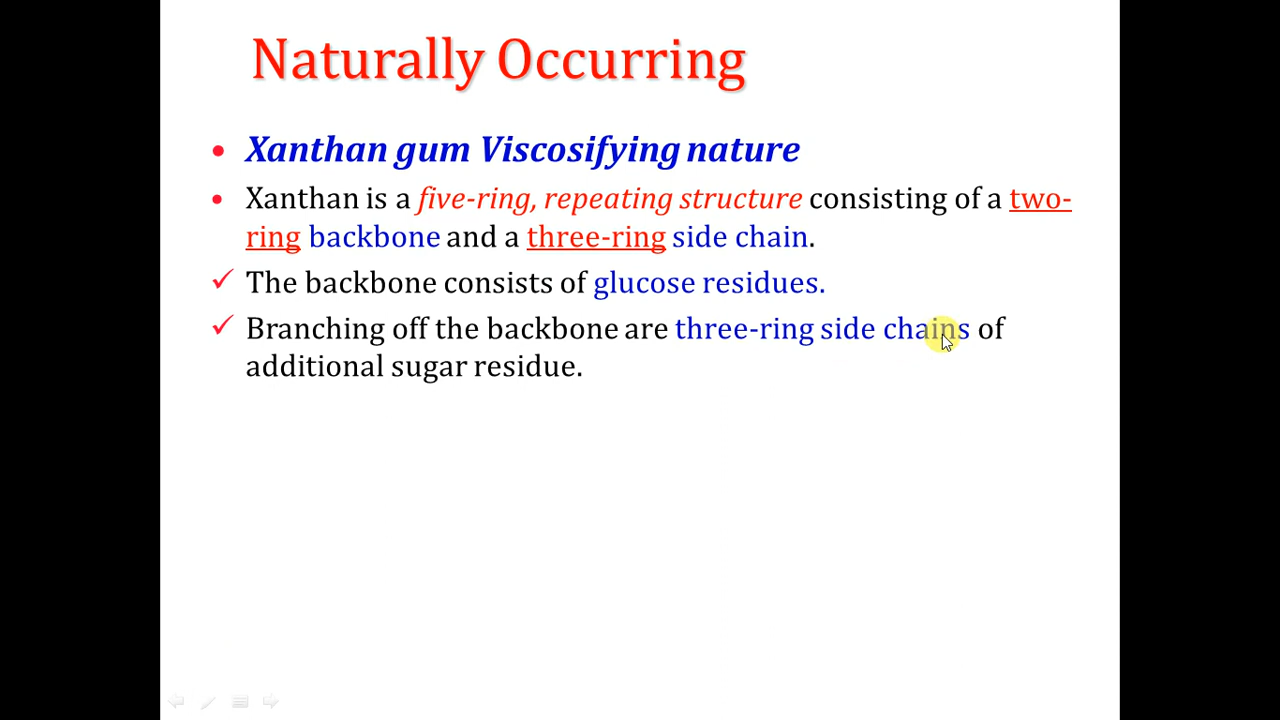 Naturally Occurring
• Xanthan gum Viscosifying nature
• Xanthan is a five-ring, repeating structure consisting of a two-
ring backbone and a three-ring side chain.
✓ The backbone consists of glucose residues.
✓ Branching off the backbone are three-ring side chains of
additional sugar residue.